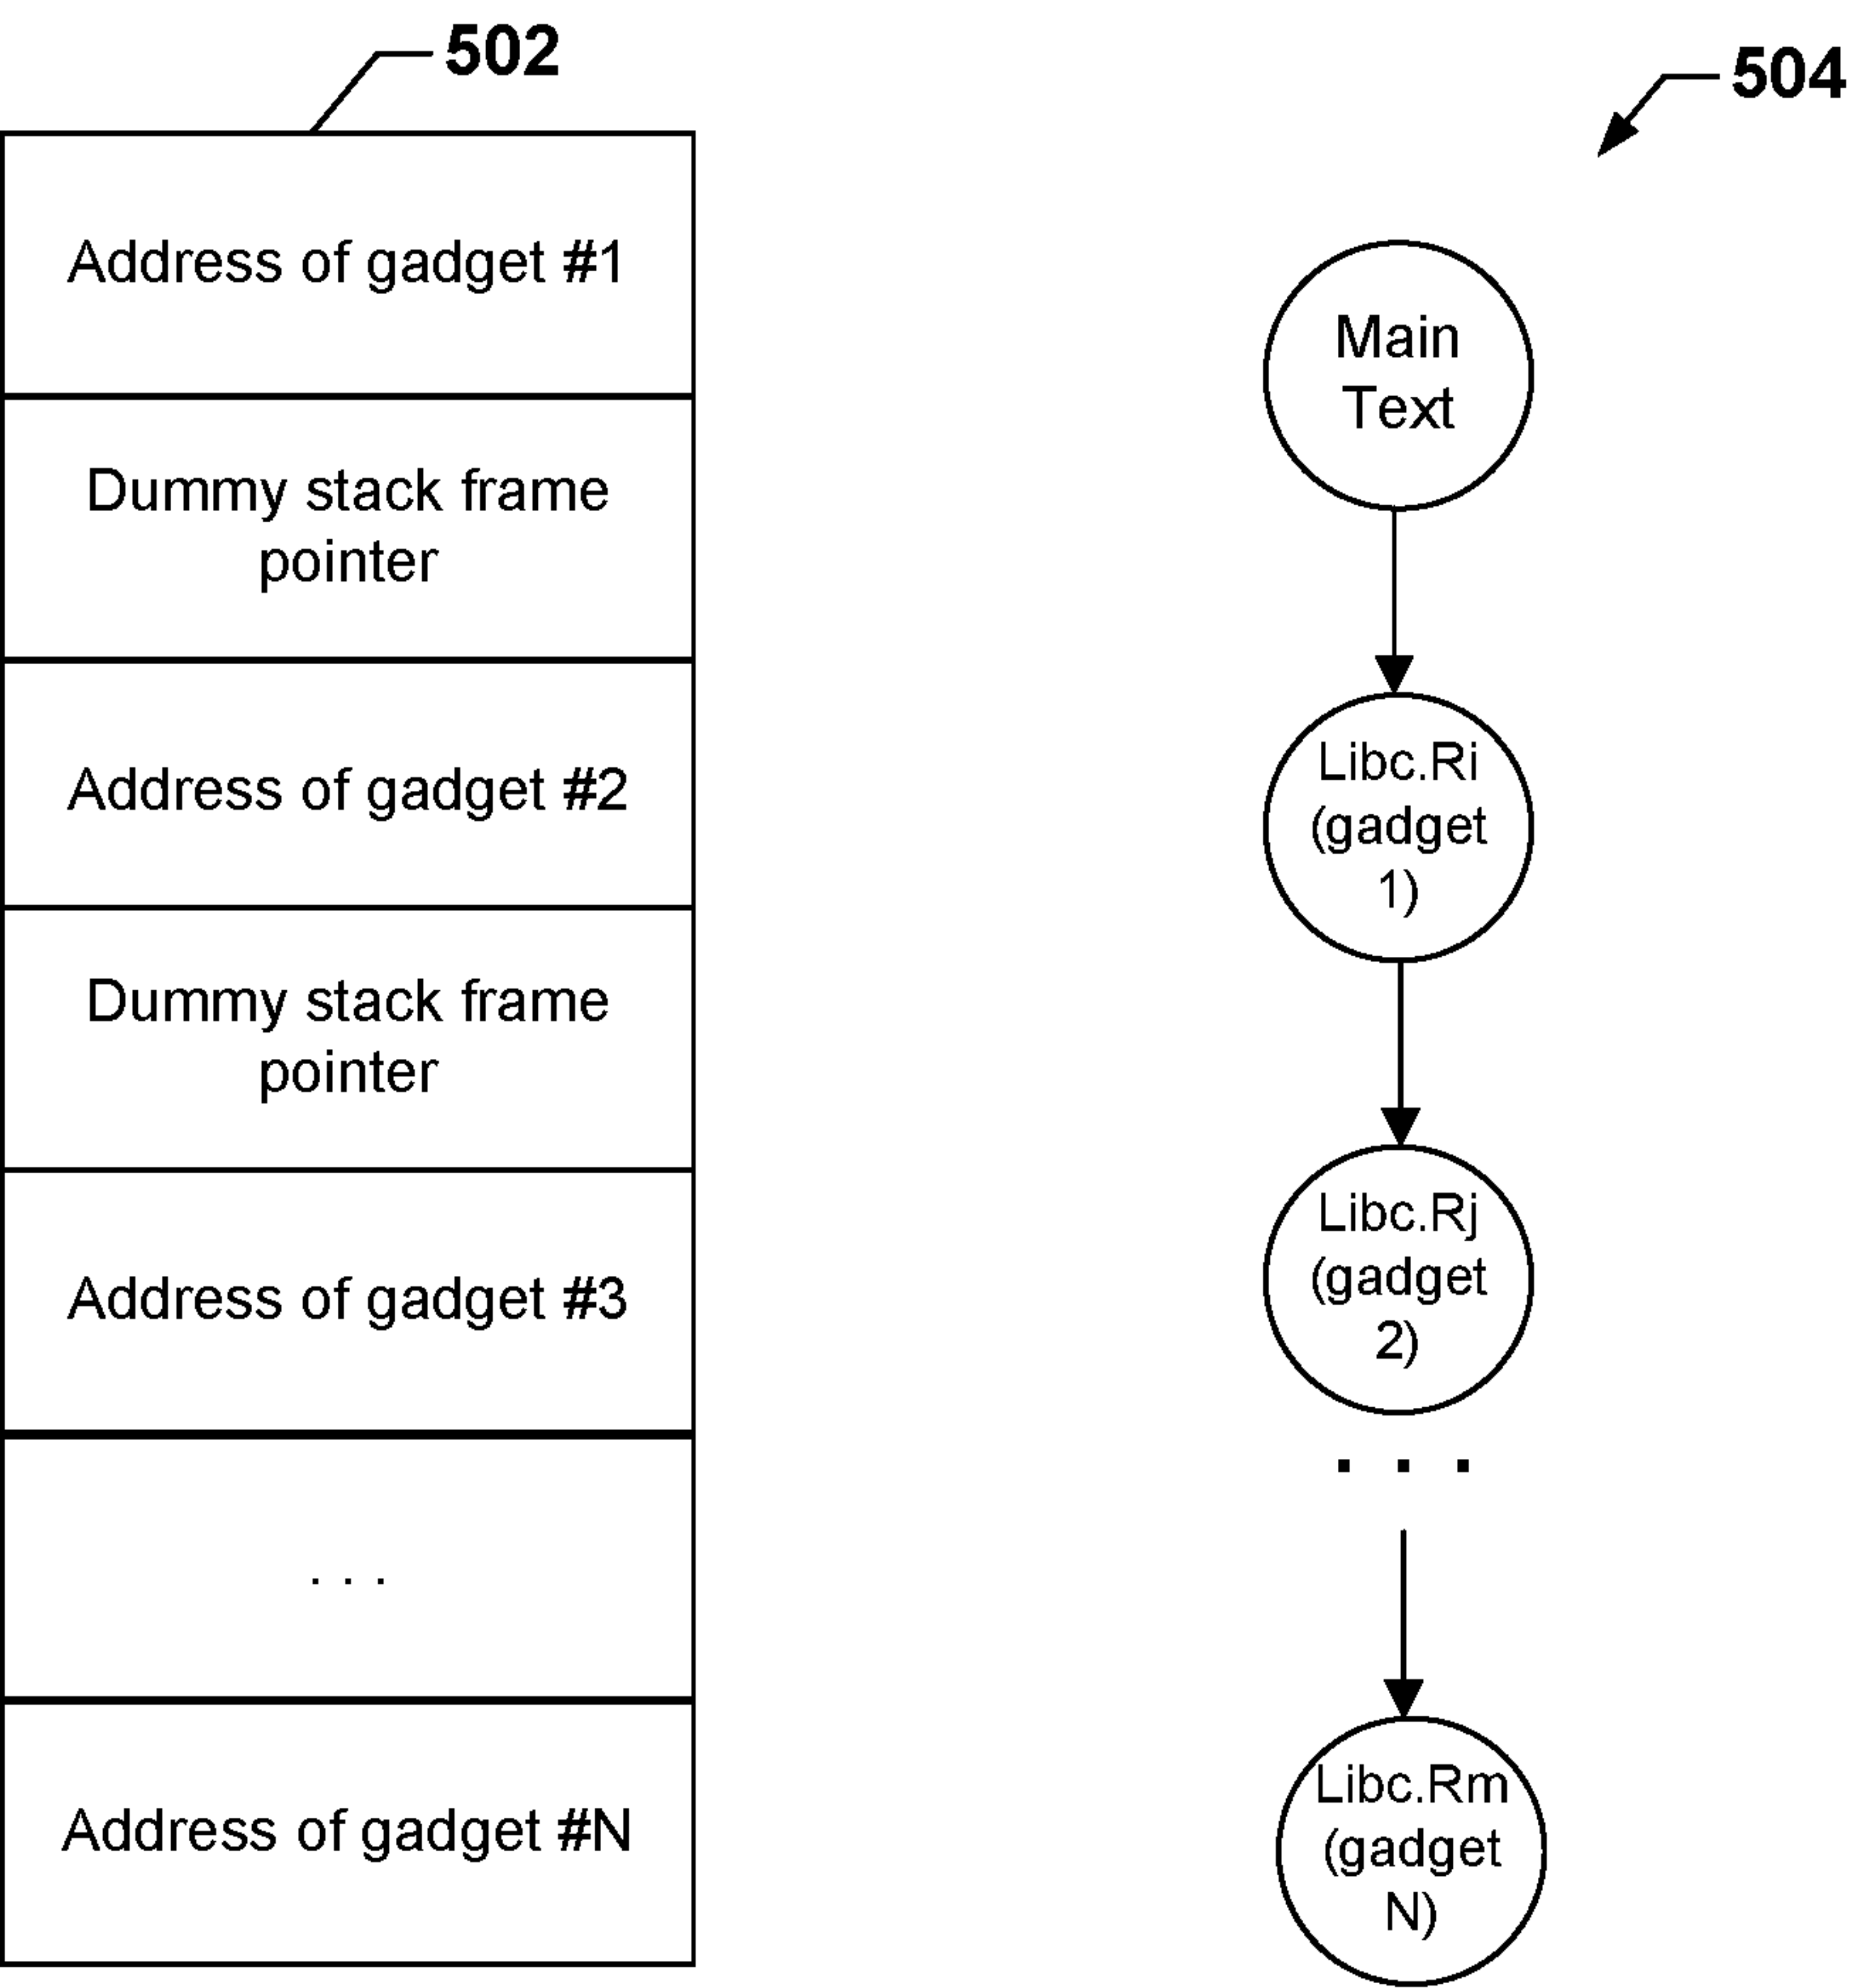 502
Address of gadget #1
Dummy stack frame
pointer
Address of gadget #2
Dummy stack frame
pointer
Address of gadget #3
. . .
Address of gadget #N
504
Main
Text
Libc.Ri
(gadget
1)
Libc.Rj
(gadget
2)
. . .
Libc.Rm
(gadget
N)